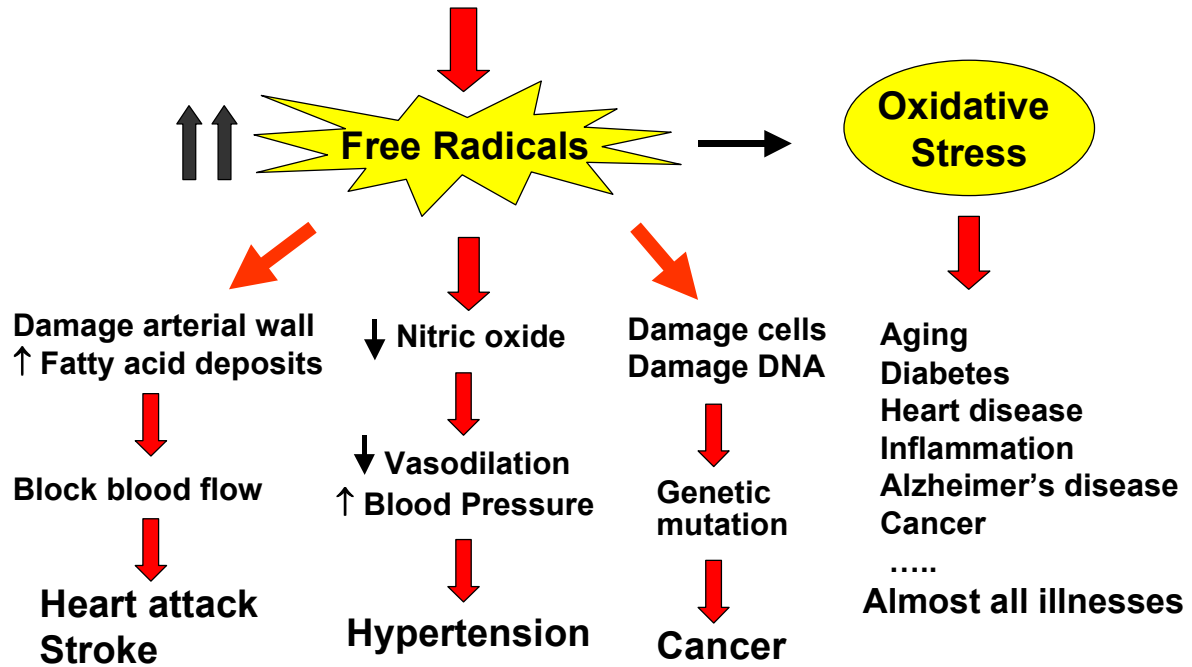 Free Radicals
Oxidative
Stress
Damage arterial wall
↑ Fatty acid deposits
Block blood flow
Heart attack
Stroke
↓ Nitric oxide
↓ Vasodilation
↑ Blood Pressure
Hypertension
Damage cells
Damage DNA
Genetic
mutation
Cancer
Aging
Diabetes
Heart disease
Inflammation
Alzheimer’s disease
Cancer
…..
Almost all illnesses